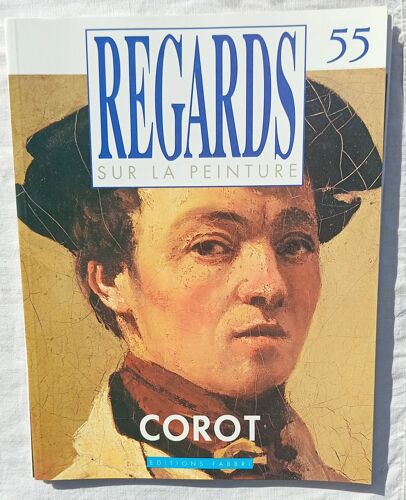 REGARDS
55
SUR LA PEINTURE
COROT
EDITIONS FABBRI